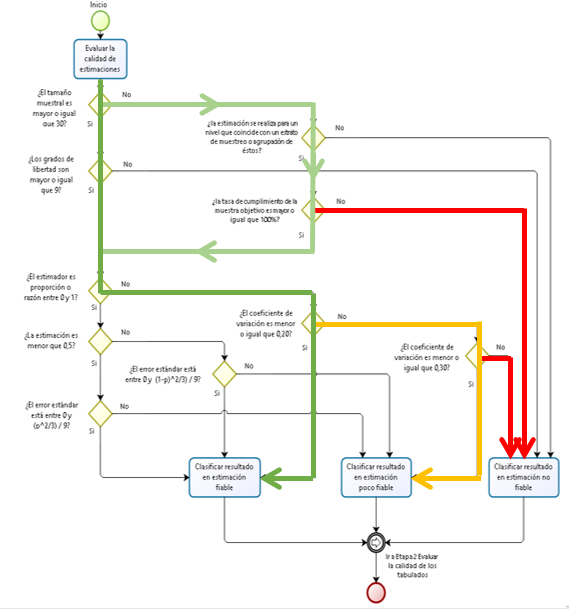 Inicio
Evaluar la
calidad de
estimaciones
¿El tamaño
muestral es
mayor o igual
que 30?
No
Si
¿la estimación se realiza para un
nivel que coincide con un estrato
de muestreo o agrupación de
éstos?
No
Si
¿Los grados de
libertad son
mayor o igual
que 9?
No
Si
¿la tasa de cumplimiento de la
muestra objetivo es mayor o
igual que 100%?
No
Si
¿El estimador es
proporción o
razón entre 0 y 1?
No
Si
¿El coeficiente de
variación es menor
o igual que 0,20?
No
Si
¿La estimación es
menor que 0,5?
No
Si
¿El coeficiente de
variación es menor o
igual que 0,30?
No
Si
¿El error estándar está
entre 0 y (1-p)^2/3) / 9?
No
Si
¿El error estándar
está entre 0 y
(p^2/3) / 9?
No
Si
Clasificar resultado
en estimación
fiable
Clasificar resultado
en estimación
poco fiable
Clasificar resultado
en estimación no
fiable
Ir a Etapa 2 Evaluar
la calidad de los
tabulados